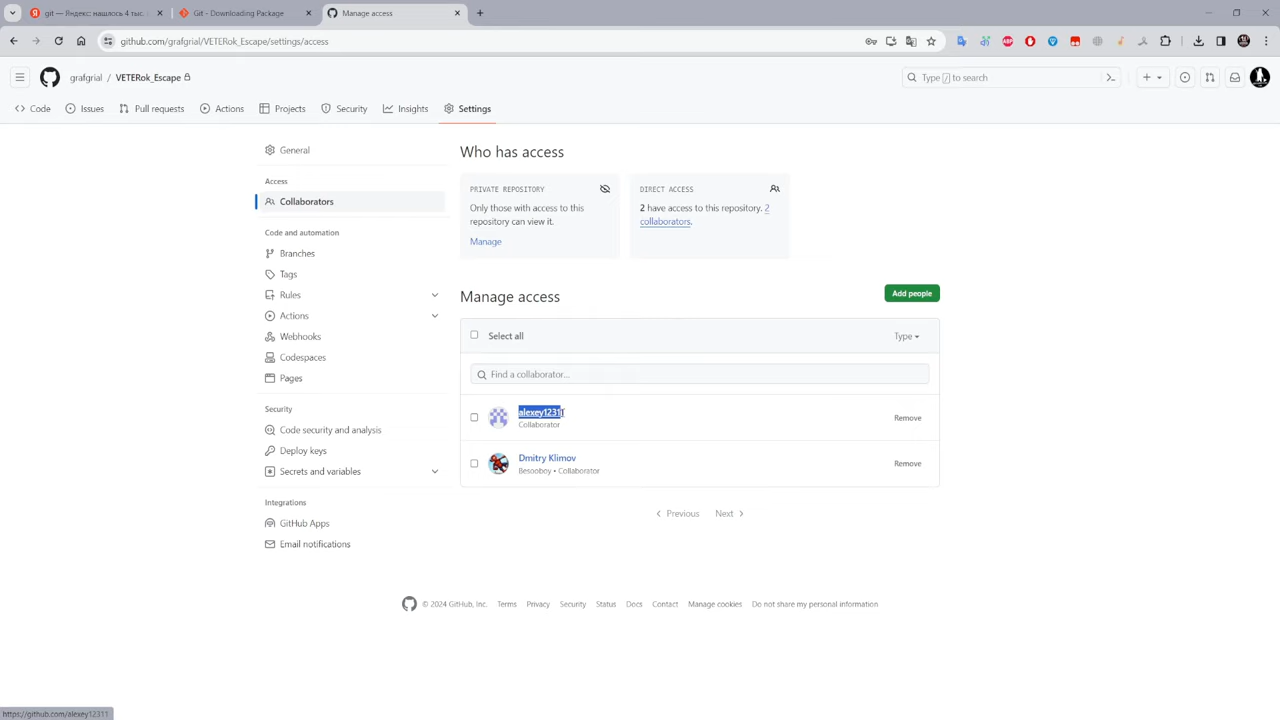 git — Яндекс: нашлось 4 тыс.
Git - Downloading Package
Manage access
github.com/grafgrial/VETERok_Escape/settings/access
grafgrial / VETERok_Escape
Type / to search
Code
Issues
Pull requests
Actions
Projects
Security
Insights
Settings
General
Access
Collaborators
Code and automation
Branches
Tags
Rules
Actions
Webhooks
Codespaces
Pages
Security
Code security and analysis
Deploy keys
Secrets and variables
Integrations
GitHub Apps
Email notifications
Who has access
PRIVATE REPOSITORY
Only those with access to this
repository can view it.
Manage
DIRECT ACCESS
2 have access to this repository. 2
collaborators.
Manage access
Add people
Select all
Type
Find a collaborator...
alexey12311
Collaborator
Remove
Dmitry Klimov
Besooboy • Collaborator
Remove
Previous
Next
© 2024 GitHub, Inc. Terms Privacy Security Status Docs Contact Manage cookies Do not share my personal information
https://github.com/alexey12311